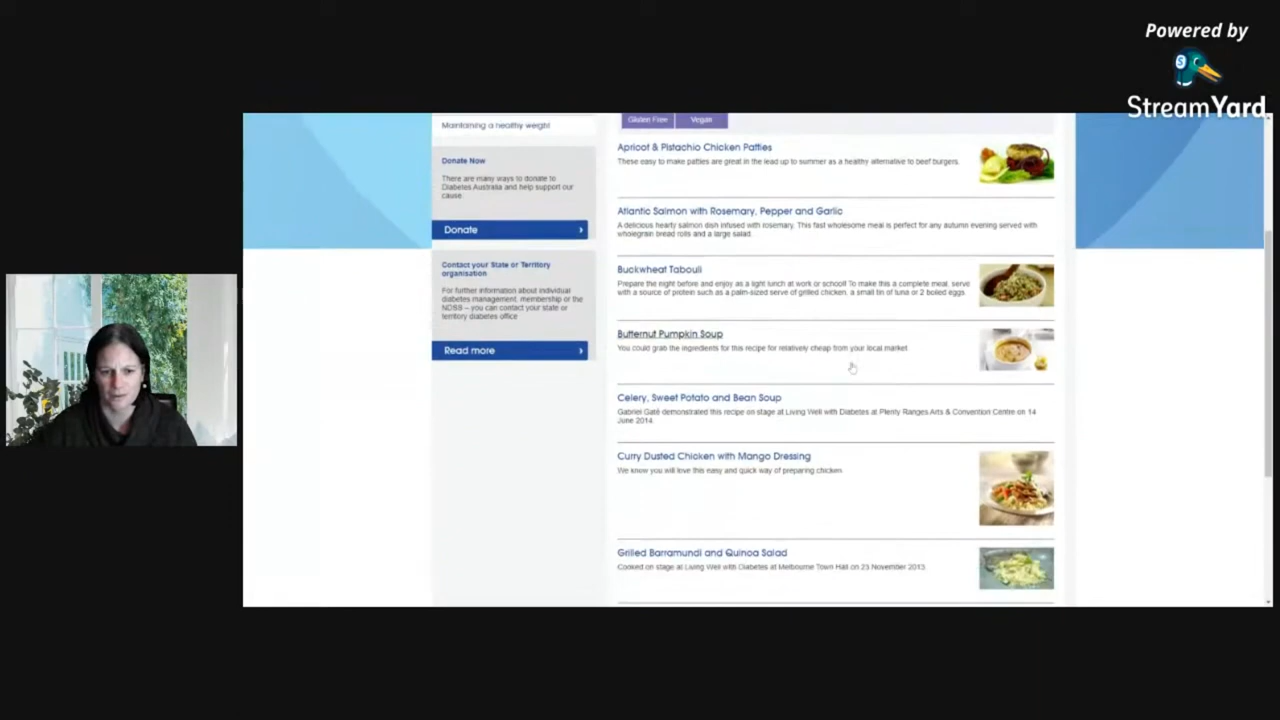 Powered by
StreamYard
Maintaining a healthy weight
Donate Now
There are many ways to donate to
Diabetes Australia and help support our
cause.
Donate
Contact your State or Territory
organisation
For further information about individual
diabetes management, membership or the
NDSS – you can contact your state or
territory diabetes office
Read more
Gluten Free
Vegan
Apricot & Pistachio Chicken Patties
These easy to make patties are great in the lead up to summer as a healthy alternative to beef burgers.
Atlantic Salmon with Rosemary, Pepper and Garlic
A delicious hearty salmon dish infused with rosemary. This fast wholesome meal is perfect for any autumn evening served with
wholegrain bread rolls and a large salad.
Buckwheat Tabouli
Prepare the night before and enjoy as a light lunch at work or school! To make this a complete meal, serve
with a source of protein such as a palm-sized serve of grilled chicken, a small tin of tuna or 2 boiled eggs.
Butternut Pumpkin Soup
You could grab the ingredients for this recipe for relatively cheap from your local market.
Celery, Sweet Potato and Bean Soup
Gabriel Gaté demonstrated this recipe on stage at Living Well with Diabetes at Plenty Ranges Arts & Convention Centre on 14
June 2014.
Curry Dusted Chicken with Mango Dressing
We know you will love this easy and quick way of preparing chicken.
Grilled Barramundi and Quinoa Salad
Cooked on stage at Living Well with Diabetes at Melbourne Town Hall on 23 November 2013.